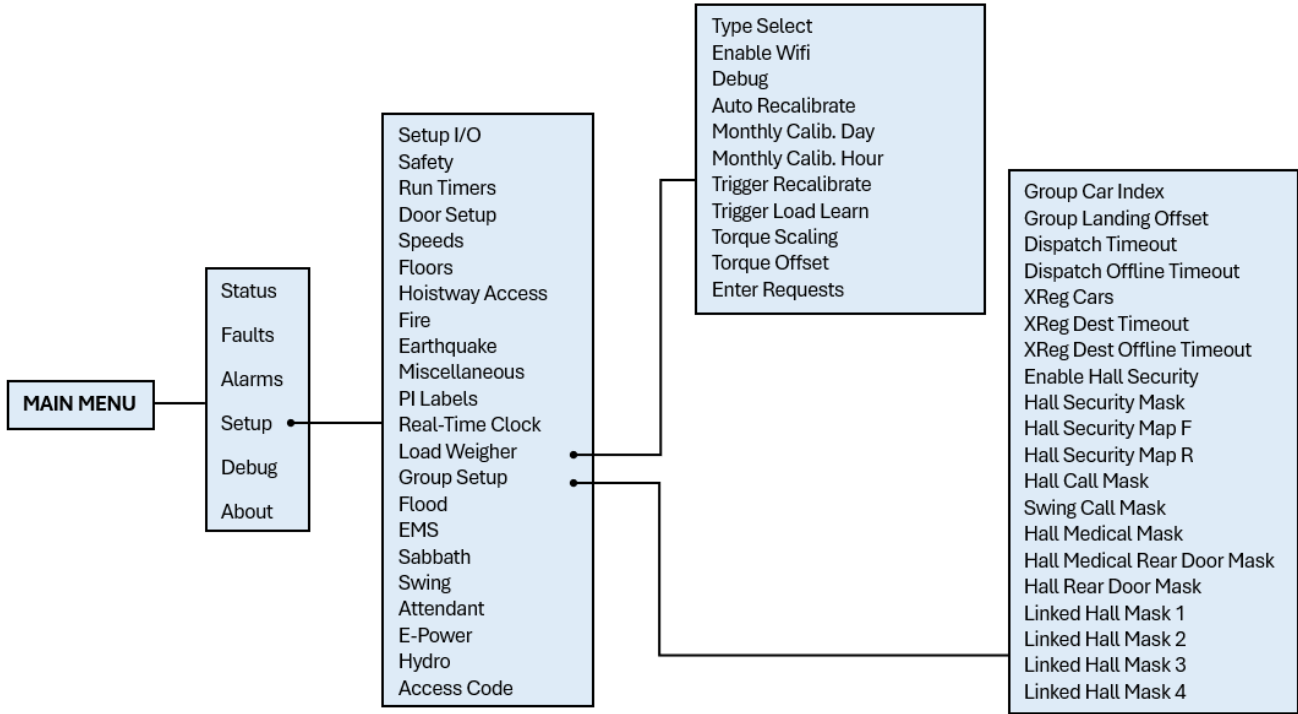 MAIN MENU
Status
Faults
Alarms
Setup
Debug
About
Setup I/O
Safety
Run Timers
Door Setup
Speeds
Floors
Hoistway Access
Fire
Earthquake
Miscellaneous
PI Labels
Real-Time Clock
Load Weigher
Group Setup
Flood
EMS
Sabbath
Swing
Attendant
E-Power
Hydro
Access Code
Type Select
Enable Wifi
Debug
Auto Recalibrate
Monthly Calib. Day
Monthly Calib. Hour
Trigger Recalibrate
Trigger Load Learn
Torque Scaling
Torque Offset
Enter Requests
Group Car Index
Group Landing Offset
Dispatch Timeout
Dispatch Offline Timeout
XReg Cars
XReg Dest Timeout
XReg Dest Offline Timeout
Enable Hall Security
Hall Security Mask
Hall Security Map F
Hall Security Map R
Hall Call Mask
Swing Call Mask
Hall Medical Mask
Hall Medical Rear Door Mask
Hall Rear Door Mask
Linked Hall Mask 1
Linked Hall Mask 2
Linked Hall Mask 3
Linked Hall Mask 4